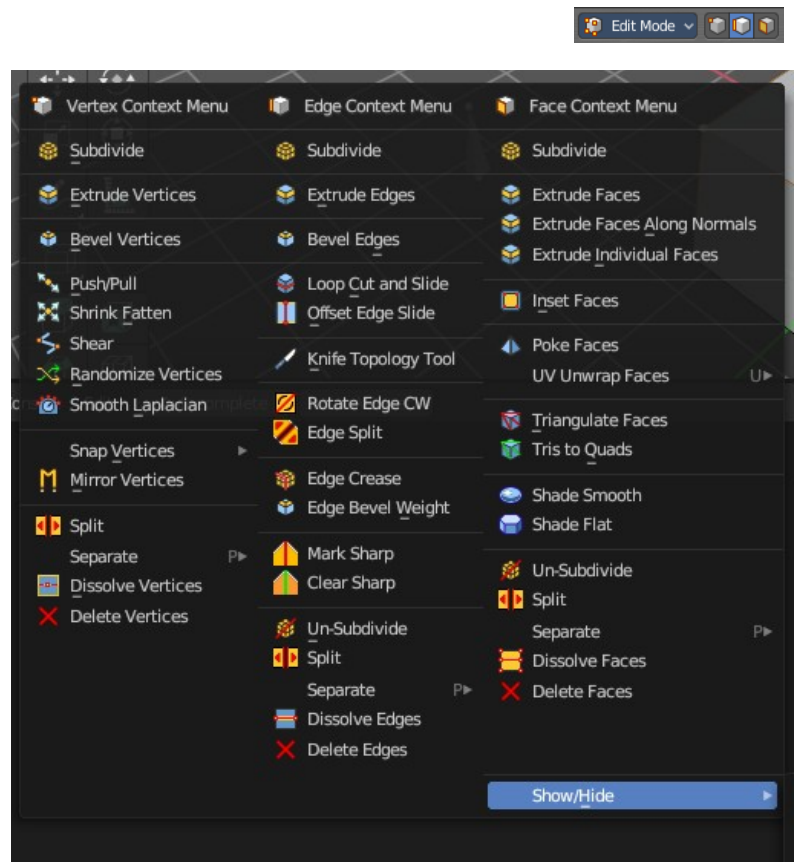 Edit Mode
Vertex Context Menu
Subdivide
Extrude Vertices
Bevel Vertices
Push/Pull
Shrink Fatten
Shear
Randomize Vertices
Smooth Laplacian
Snap Vertices
Mirror Vertices
Split
Separate P
Dissolve Vertices
Delete Vertices
Edge Context Menu
Subdivide
Extrude Edges
Bevel Edges
Loop Cut and Slide
Offset Edge Slide
Knife Topology Tool
Rotate Edge CW
Edge Split
Edge Crease
Edge Bevel Weight
Mark Sharp
Clear Sharp
Un-Subdivide
Split
Separate P
Dissolve Edges
Delete Edges
Face Context Menu
Subdivide
Extrude Faces
Extrude Faces Along Normals
Extrude Individual Faces
Inset Faces
Poke Faces
UV Unwrap Faces U
Triangulate Faces
Tris to Quads
Shade Smooth
Shade Flat
Un-Subdivide
Split
Separate P
Dissolve Faces
Delete Faces
Show/Hide